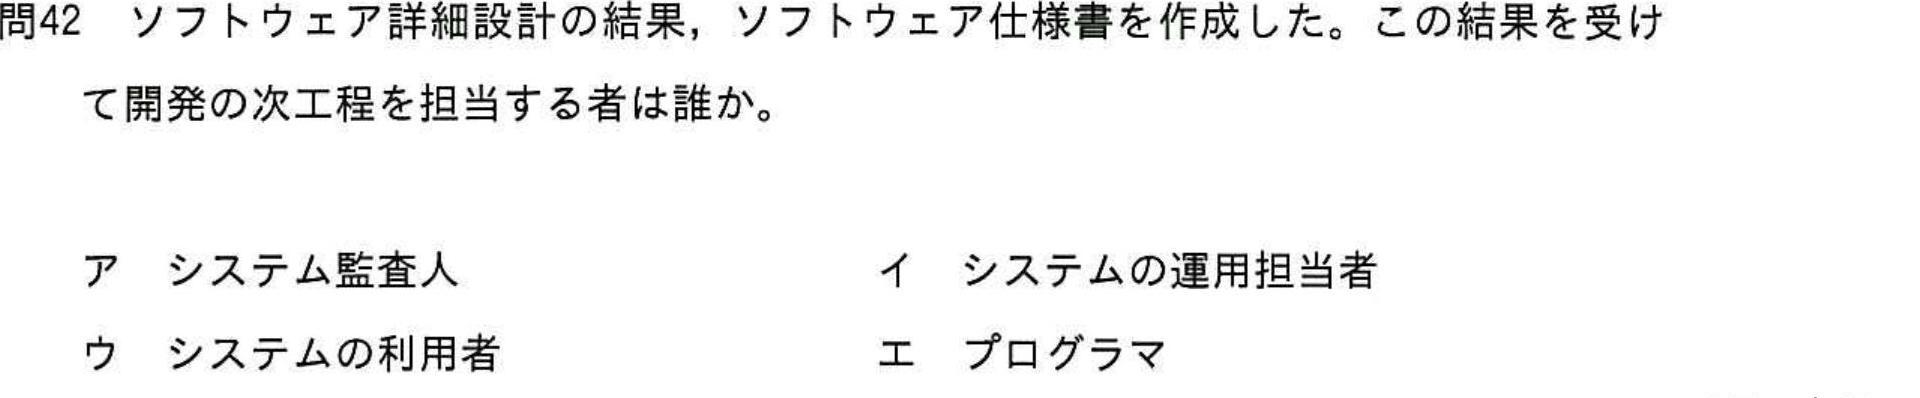 問42 ソフトウェア詳細設計の結果，ソフトウェア仕様書を作成した。この結果を受け
て開発の次工程を担当する者は誰か。
ア システム監査人 イ システムの運用担当者
ウ システムの利用者 エ プログラマ